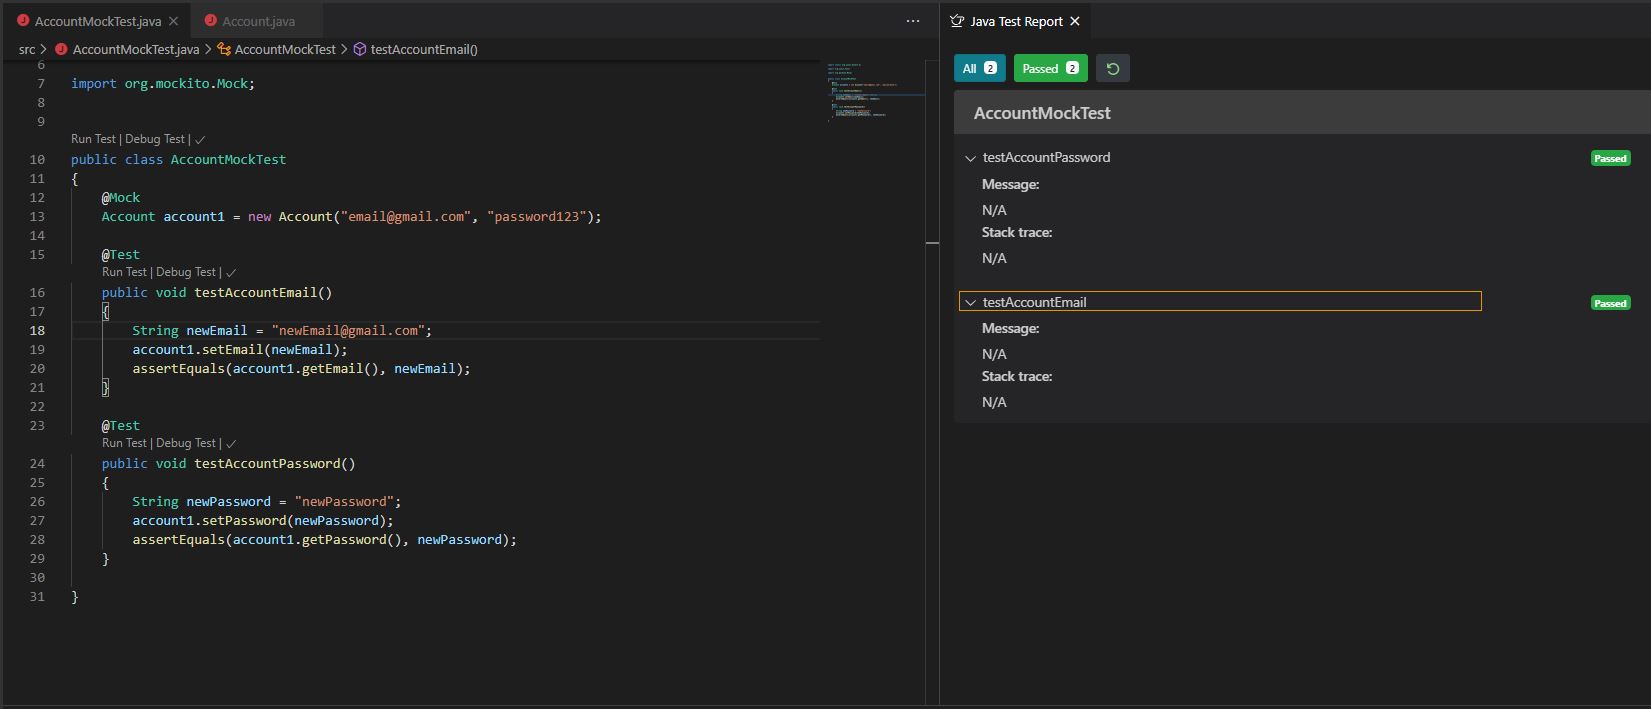 AccountMockTest.java
Account.java
src > AccountMockTest.java > AccountMockTest > testAccountEmail()
6
7 import org.mockito.Mock;
8
9
Run Test | Debug Test | ✓
10 public class AccountMockTest
11 {
12 @Mock
13 Account account1 = new Account("email@gmail.com", "password123");
14
15 @Test
Run Test | Debug Test | ✓
16 public void testAccountEmail()
17 {
18 String newEmail = "newEmail@gmail.com";
19 account1.setEmail(newEmail);
20 assertEquals(account1.getEmail(), newEmail);
21 }
22
23 @Test
Run Test | Debug Test | ✓
24 public void testAccountPassword()
25 {
26 String newPassword = "newPassword";
27 account1.setPassword(newPassword);
28 assertEquals(account1.getPassword(), newPassword);
29 }
30
31 }
Java Test Report
All 2 Passed 2
AccountMockTest
testAccountPassword Passed
Message:
N/A
Stack trace:
N/A
testAccountEmail Passed
Message:
N/A
Stack trace:
N/A